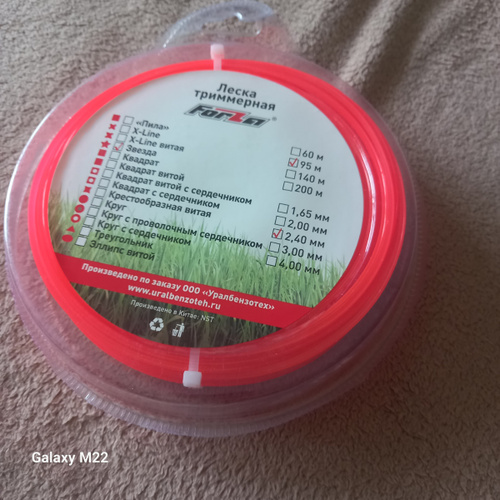 Леска
триммерная
Forza
«Пила»
X-Line
X-Line витая
Звезда
Квадрат
Квадрат витой
Квадрат витой с сердечником
Квадрат с сердечником
Крестообразная витая
Круг
Круг с проволочным сердечником
Круг с сердечником
Треугольник
Эллипс витой
60 м
95 м
140 м
200 м
1,65 мм
2,00 мм
2,40 мм
3,00 мм
4,00 мм
Произведено по заказу ООО «Уралбензотех»
www.uralbenzoteh.ru
Произведено в Китае: NST
Galaxy M22